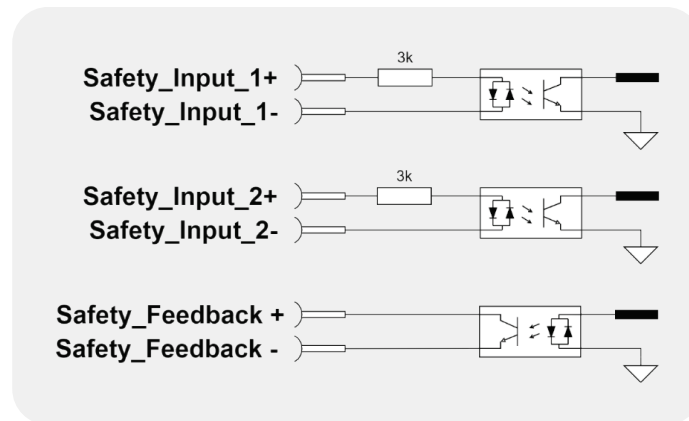 3k
Safety_Input_1+
Safety_Input_1-
3k
Safety_Input_2+
Safety_Input_2-
Safety_Feedback +
Safety_Feedback -